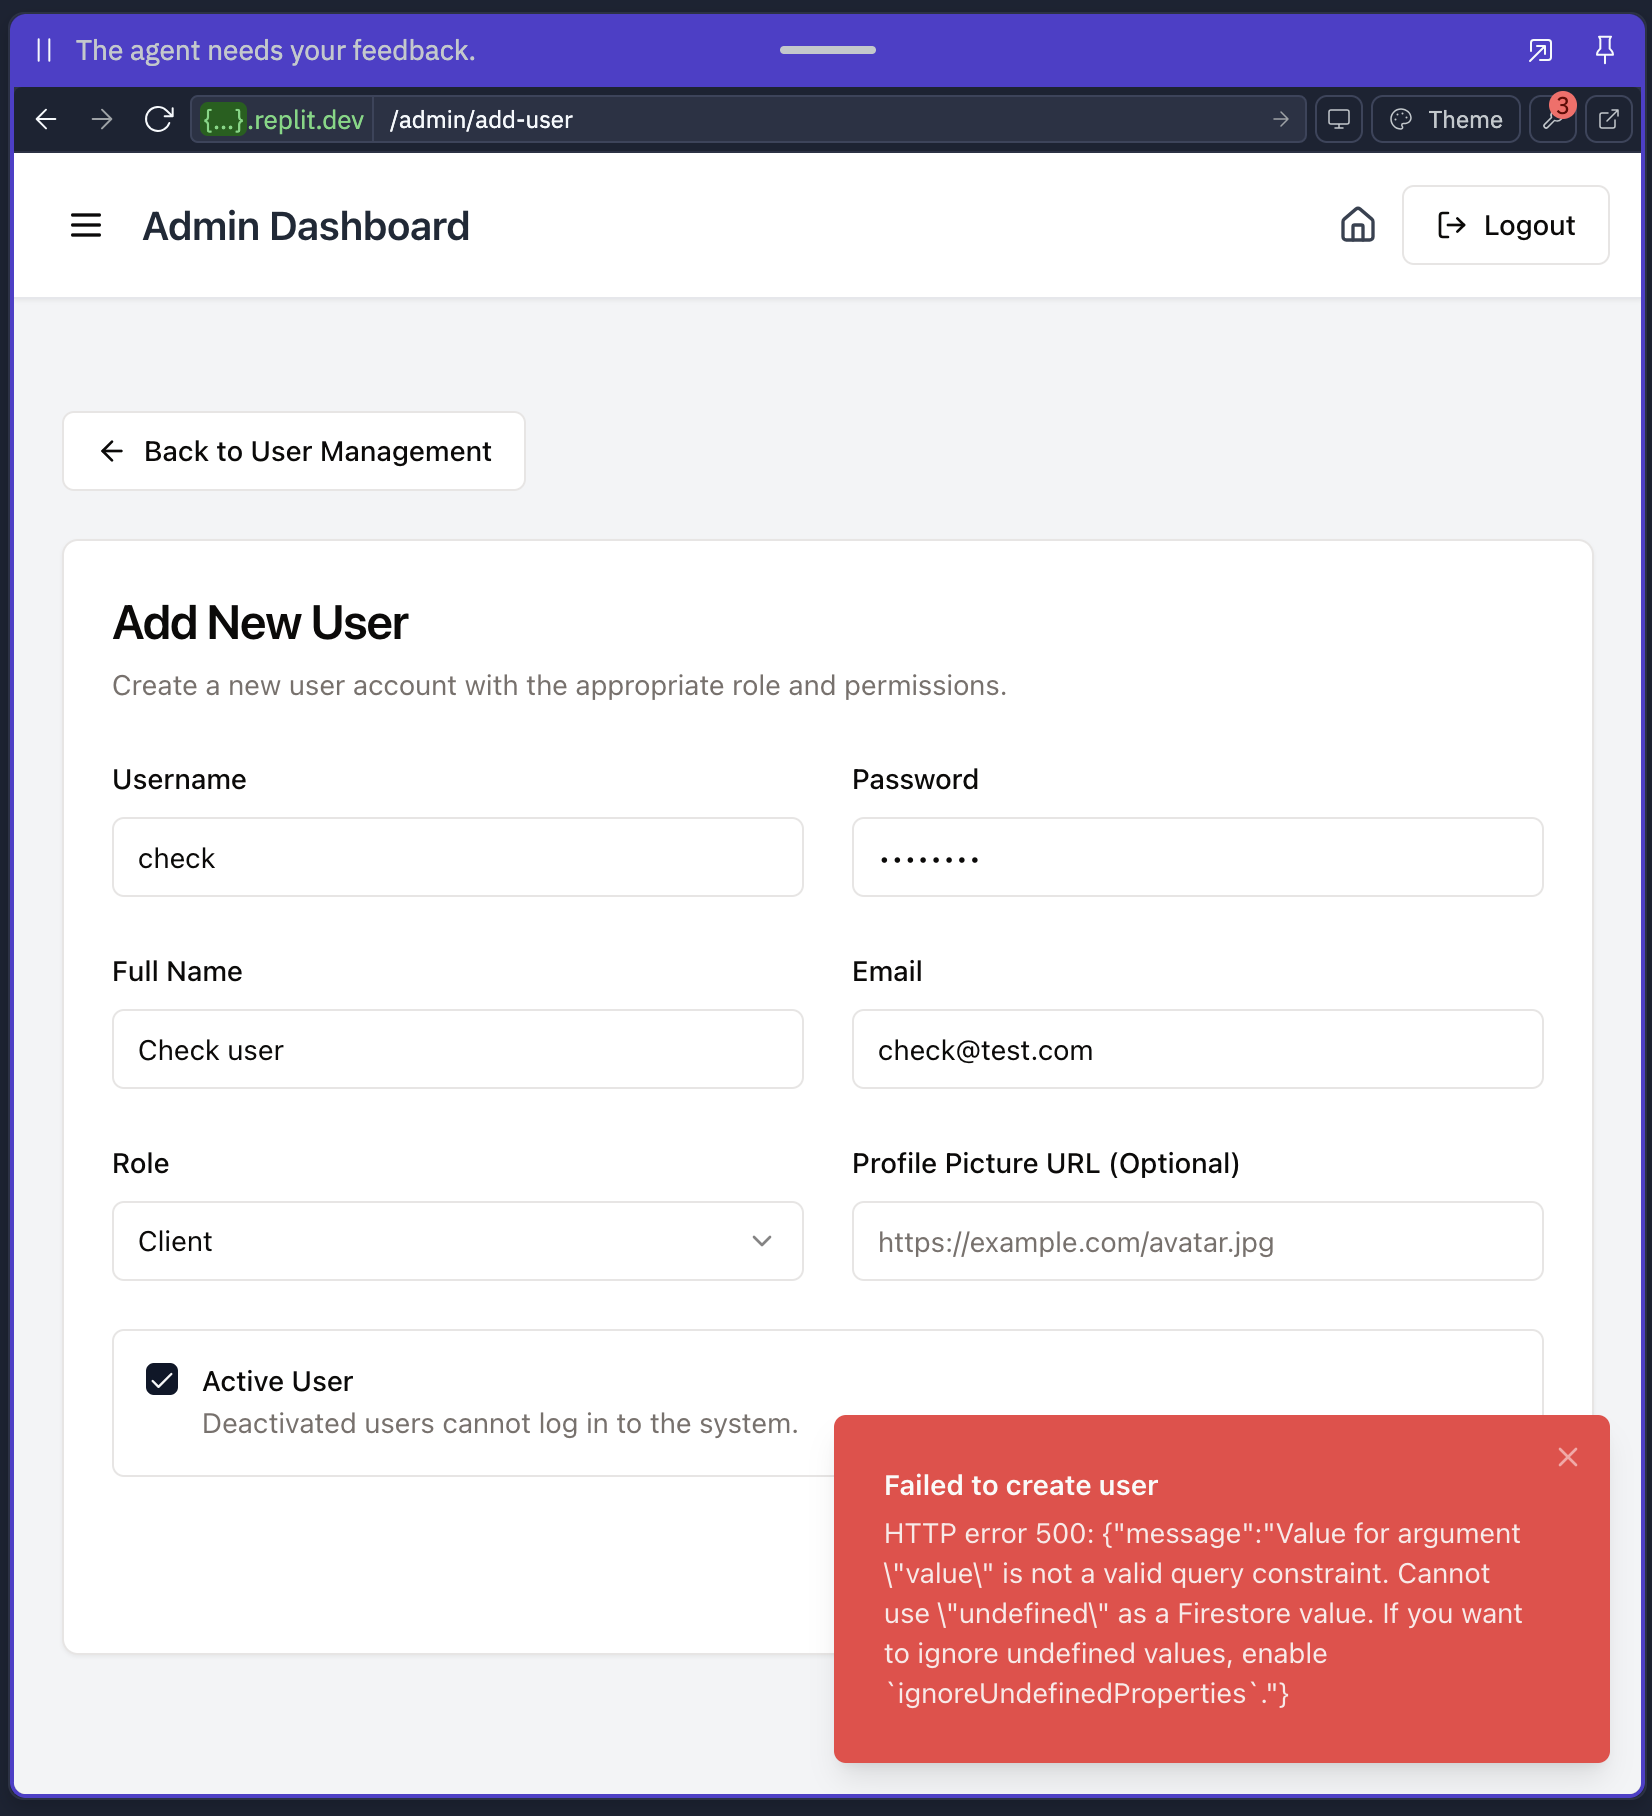 The agent needs your feedback.
{...}.replit.dev /admin/add-user Theme 3
Admin Dashboard
Logout
Back to User Management
Add New User
Create a new user account with the appropriate role and permissions.
Username
Password
check
••••••••
Full Name
Email
Check user
check@test.com
Role
Profile Picture URL (Optional)
Client
https://example.com/avatar.jpg
Active User
Deactivated users cannot log in to the system.
Failed to create user
HTTP error 500: {"message":"Value for argument
\"value\" is not a valid query constraint. Cannot
use \"undefined\" as a Firestore value. If you want
to ignore undefined values, enable
`ignoreUndefinedProperties`."}